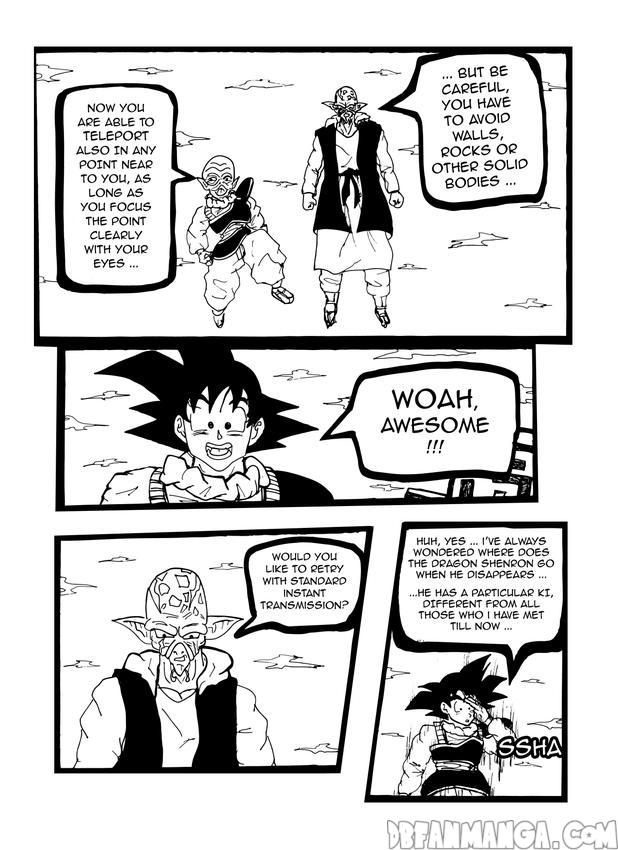 NOW YOU
ARE ABLE TO
TELEPORT
ALSO IN ANY
POINT NEAR
TO YOU, AS
LONG AS
YOU FOCUS
THE POINT
CLEARLY
WITH YOUR
EYES ...
... BUT BE
CAREFUL,
YOU HAVE
TO AVOID
WALLS,
ROCKS OR
OTHER SOLID
BODIES ...
WOAH,
AWESOME
!!!
WOULD YOU
LIKE TO RETRY
WITH STANDARD
INSTANT
TRANSMISSION?
HUH, YES ... I'VE ALWAYS
WONDERED WHERE DOES
THE DRAGON SHENRON GO
WHEN HE DISAPPEARS ...
...HE HAS A PARTICULAR KI,
DIFFERENT FROM ALL
THOSE WHO I HAVE MET
TILL NOW ...
SSHA
DBFANMANGA.COM